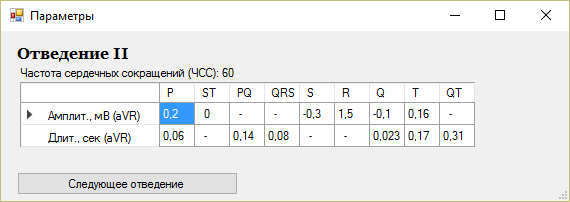 Параметры
Отведение II
Частота сердечных сокращений (ЧСС): 60
P ST PQ QRS S R Q T QT
Амплит., мВ (aVR) 0,2 0 - - -0,3 1,5 -0,1 0,16 -
Длит., сек (aVR) 0,06 - 0,14 0,08 - - 0,023 0,17 0,31
Следующее отведение